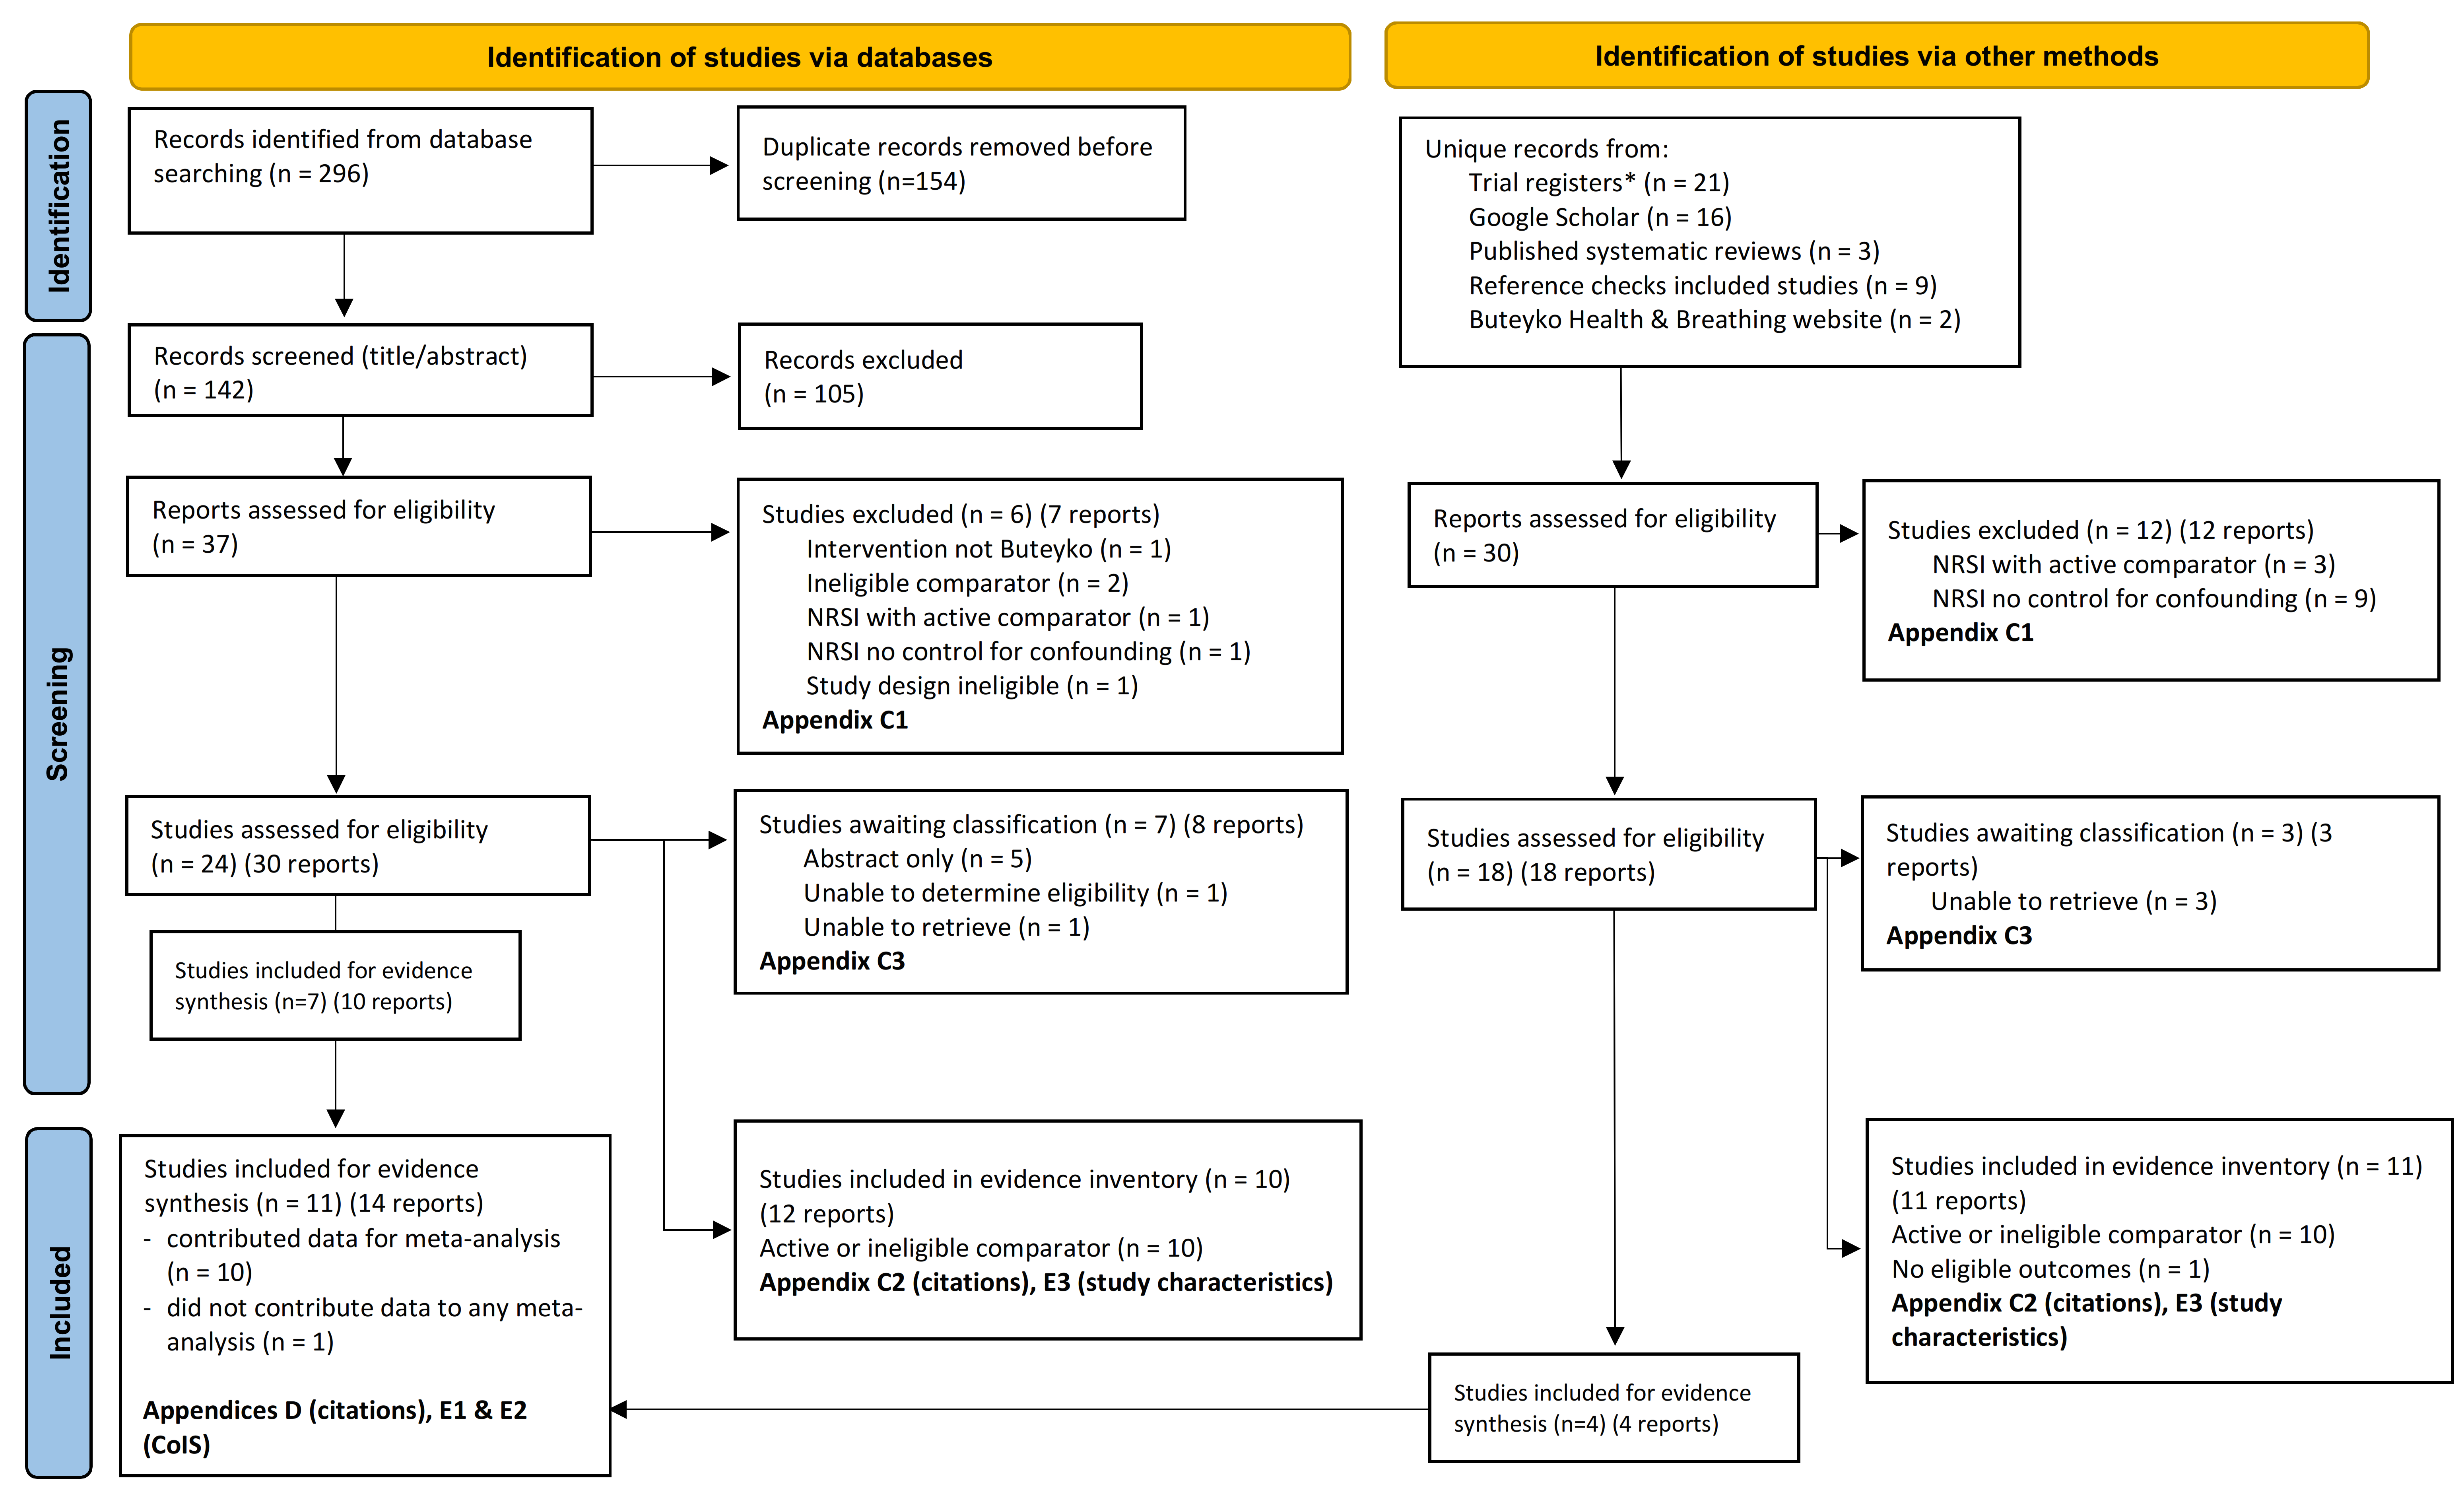 Identification of studies via databases
Identification of studies via other methods
Identification
Records identified from database
searching (n = 296)
Duplicate records removed before
screening (n=154)
Unique records from:
Trial registers* (n = 21)
Google Scholar (n = 16)
Published systematic reviews (n = 3)
Reference checks included studies (n = 9)
Buteyko Health & Breathing website (n = 2)
Screening
Records screened (title/abstract)
(n = 142)
Records excluded
(n = 105)
Reports assessed for eligibility
(n = 37)
Studies excluded (n = 6) (7 reports)
Intervention not Buteyko (n = 1)
Ineligible comparator (n = 2)
NRSI with active comparator (n = 1)
NRSI no control for confounding (n = 1)
Study design ineligible (n = 1)
Appendix C1
Reports assessed for eligibility
(n = 30)
Studies excluded (n = 12) (12 reports)
NRSI with active comparator (n = 3)
NRSI no control for confounding (n = 9)
Appendix C1
Studies assessed for eligibility
(n = 24) (30 reports)
Studies awaiting classification (n = 7) (8 reports)
Abstract only (n = 5)
Unable to determine eligibility (n = 1)
Unable to retrieve (n = 1)
Appendix C3
Studies assessed for eligibility
(n = 18) (18 reports)
Studies awaiting classification (n = 3) (3
reports)
Unable to retrieve (n = 3)
Appendix C3
Studies included for evidence
synthesis (n=7) (10 reports)
Included
Studies included for evidence
synthesis (n = 11) (14 reports)
- contributed data for meta-analysis
(n = 10)
- did not contribute data to any meta-
analysis (n = 1)
Appendices D (citations), E1 & E2
(CoIS)
Studies included in evidence inventory (n = 10)
(12 reports)
Active or ineligible comparator (n = 10)
Appendix C2 (citations), E3 (study characteristics)
Studies included in evidence inventory (n = 11)
(11 reports)
Active or ineligible comparator (n = 10)
No eligible outcomes (n = 1)
Appendix C2 (citations), E3 (study
characteristics)
Studies included for evidence
synthesis (n=4) (4 reports)